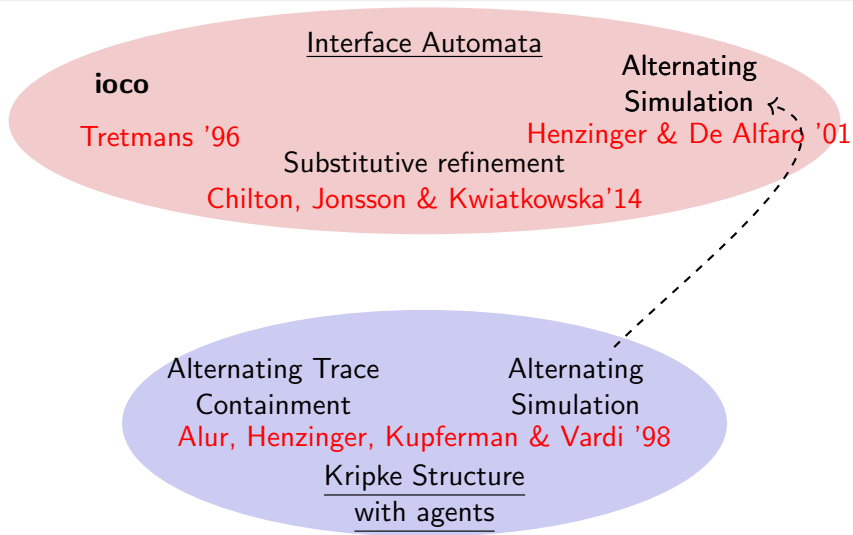 Interface Automata
ioco
Tretmans '96
Alternating
Simulation
Henzinger & De Alfaro '01
Substitutive refinement
Chilton, Jonsson & Kwiatkowska'14
Alternating Trace
Containment
Alternating
Simulation
Alur, Henzinger, Kupferman & Vardi '98
Kripke Structure
with agents